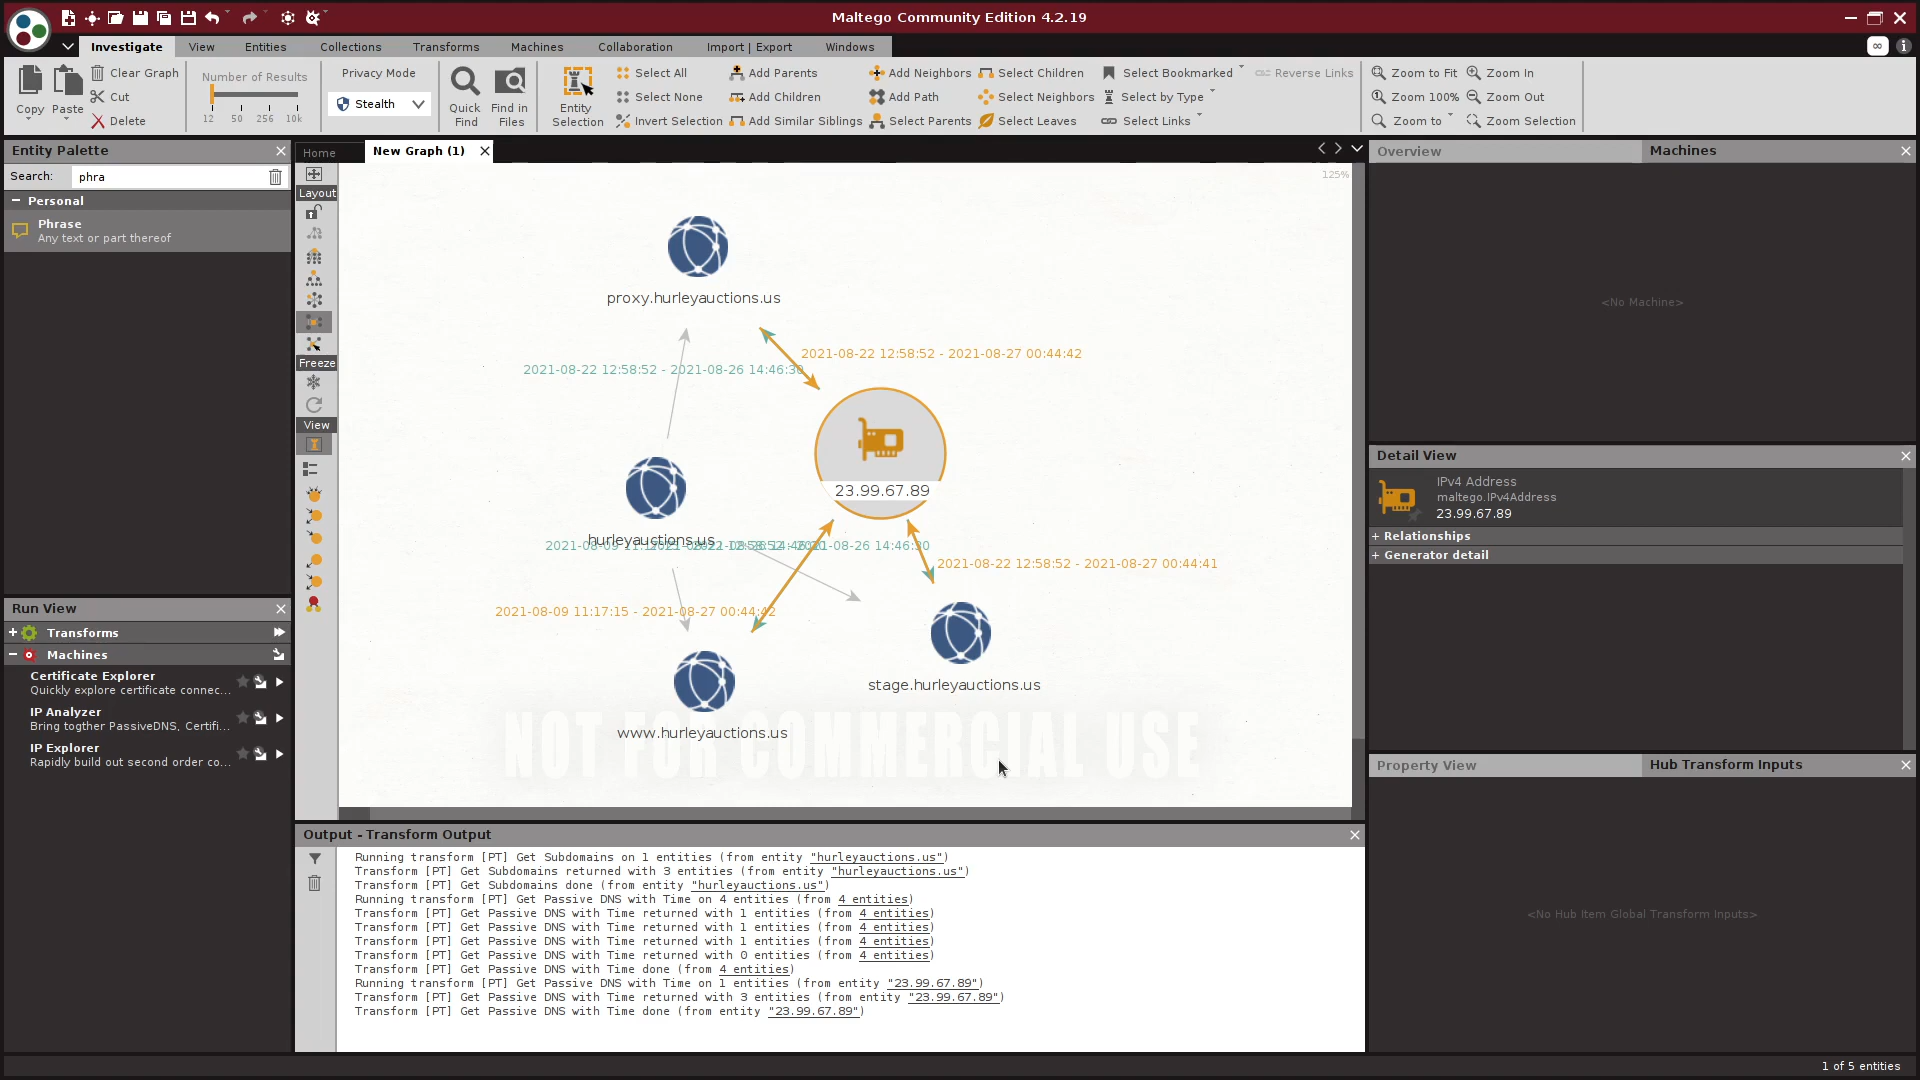 Maltego Community Edition 4.2.19
Investigate View Entities Collections Transforms Machines Collaboration Import | Export Windows
Copy Paste Clear Graph Cut Delete
Number of Results
12 50 256 10k
Privacy Mode
Stealth
Quick Find
Find in Files
Entity Selection
Select All Add Parents Add Neighbors Select Children Select Bookmarked Reverse Links Zoom to Fit Zoom In
Select None Add Children Add Path Select Neighbors Select by Type Zoom 100% Zoom Out
Invert Selection Add Similar Siblings Select Parents Select Leaves Select Links Zoom to Zoom Selection
Entity Palette
Search: phra
Personal
Phrase
Any text or part thereof
Run View
Transforms
Machines
Certificate Explorer
Quickly explore certificate connec...
IP Analyzer
Bring togther PassiveDNS, Certifi...
IP Explorer
Rapidly build out second order co...
Home New Graph (1)
Layout
Freeze
View
125%
proxy.hurleyauctions.us
2021-08-22 12:58:52 - 2021-08-27 00:44:42
2021-08-22 12:58:52 - 2021-08-26 14:46:30
23.99.67.89
hurleyauctions.us
2021-08-22 12:58:52 - 2021-08-27 00:44:41
2021-08-09 11:17:15 - 2021-08-27 00:44:42
stage.hurleyauctions.us
www.hurleyauctions.us
NOT FOR COMMERCIAL USE
Output - Transform Output
Running transform [PT] Get Subdomains on 1 entities (from entity "hurleyauctions.us")
Transform [PT] Get Subdomains returned with 3 entities (from entity "hurleyauctions.us")
Transform [PT] Get Subdomains done (from entity "hurleyauctions.us")
Running transform [PT] Get Passive DNS with Time on 4 entities (from 4 entities)
Transform [PT] Get Passive DNS with Time returned with 1 entities (from 4 entities)
Transform [PT] Get Passive DNS with Time returned with 1 entities (from 4 entities)
Transform [PT] Get Passive DNS with Time returned with 1 entities (from 4 entities)
Transform [PT] Get Passive DNS with Time returned with 0 entities (from 4 entities)
Transform [PT] Get Passive DNS with Time done (from 4 entities)
Running transform [PT] Get Passive DNS with Time on 1 entities (from entity "23.99.67.89")
Transform [PT] Get Passive DNS with Time returned with 3 entities (from entity "23.99.67.89")
Transform [PT] Get Passive DNS with Time done (from entity "23.99.67.89")
Overview Machines
<No Machine>
Detail View
IPv4 Address
maltego.IPv4Address
23.99.67.89
+ Relationships
+ Generator detail
Property View Hub Transform Inputs
<No Hub Item Global Transform Inputs>
1 of 5 entities